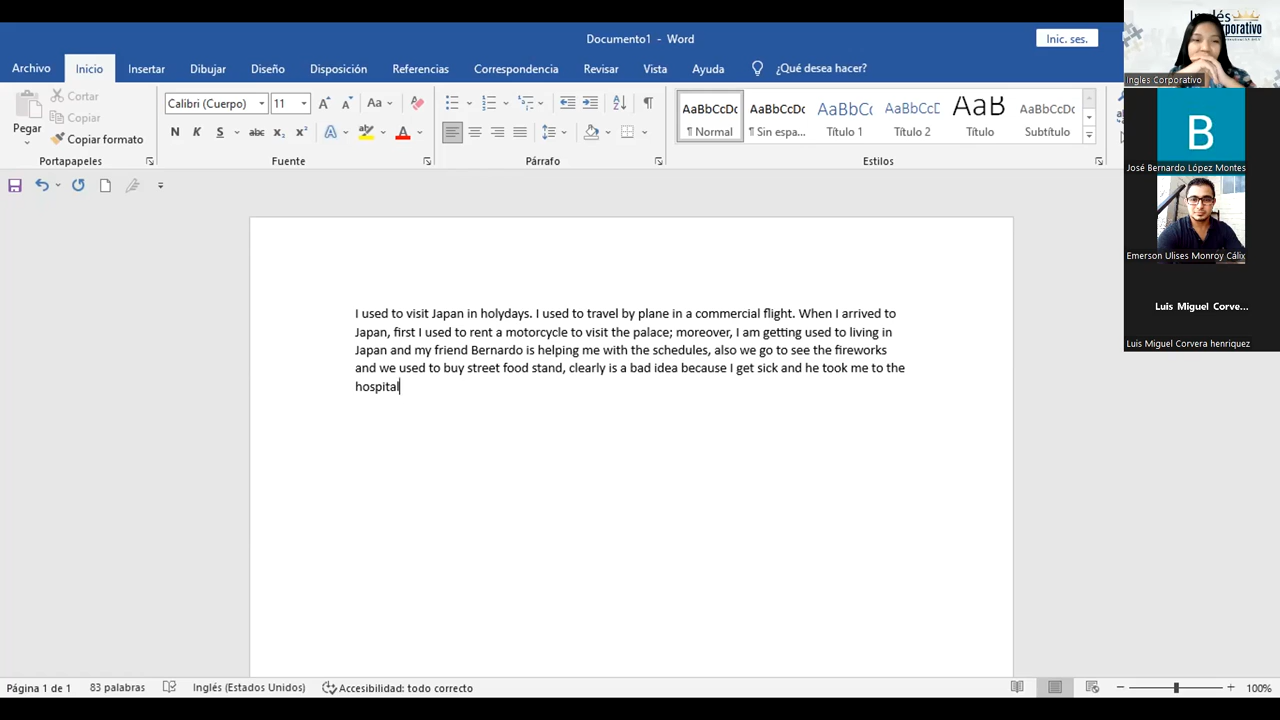 Documento1 - Word
Inic. ses.
Archivo Inicio Insertar Dibujar Diseño Disposición Referencias Correspondencia Revisar Vista Ayuda ¿Qué desea hacer?
Pegar
Cortar
Copiar
Copiar formato
Portapapeles
Calibri (Cuerpo) 11
N K S abc x₂ x²
Fuente
Párrafo
AaBbCcDc AaBbCcDc AaBbCc AaBbCcD AaB AaBbCcD
¶ Normal ¶ Sin espa... Título 1 Título 2 Título Subtítulo
Estilos
I used to visit Japan in holydays. I used to travel by plane in a commercial flight. When I arrived to
Japan, first I used to rent a motorcycle to visit the palace; moreover, I am getting used to living in
Japan and my friend Bernardo is helping me with the schedules, also we go to see the fireworks
and we used to buy street food stand, clearly is a bad idea because I get sick and he took me to the
hospital
Página 1 de 1 83 palabras Inglés (Estados Unidos) Accesibilidad: todo correcto 100%
Ingles Corporativo
B
José Bernardo López Montes
Emerson Ulises Monroy Cálix
Luis Miguel Corve...
Luis Miguel Corvera henriquez